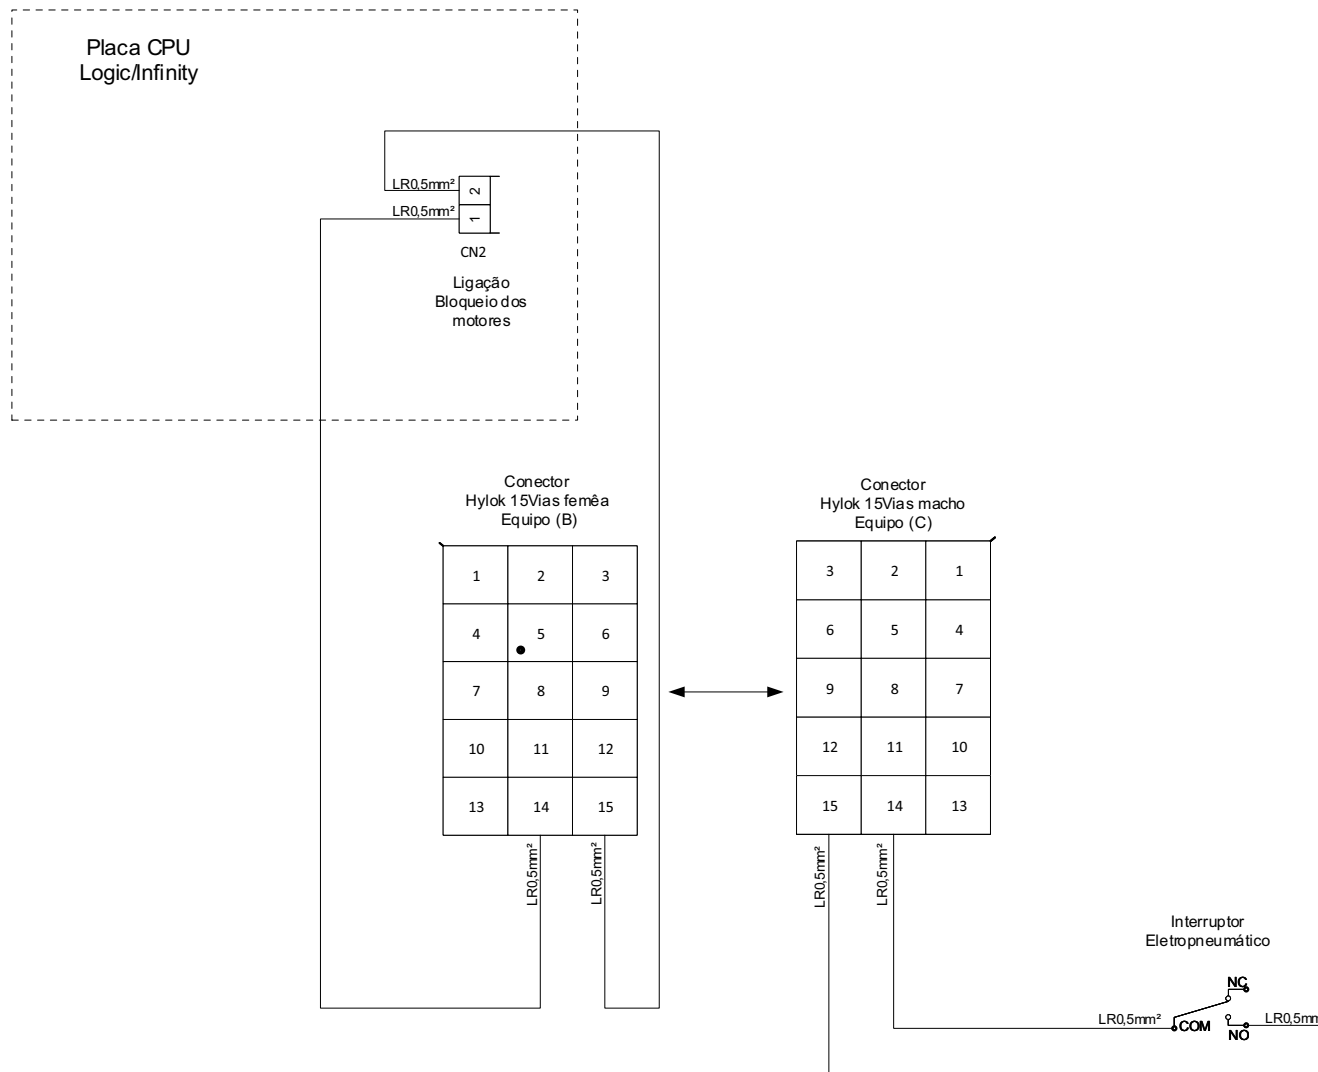 Placa CPU
Logic/Infinity
LR0,5mm²
2
LR0,5mm²
1
CN2
Ligação
Bloqueio dos
motores
Conector
Hylok 15Vias femêa
Equipo (B)
1 2 3
4 5 6
7 8 9
10 11 12
13 14 15
LR0,5mm²
LR0,5mm²
Conector
Hylok 15Vias macho
Equipo (C)
3 2 1
6 5 4
9 8 7
12 11 10
15 14 13
LR0,5mm²
LR0,5mm²
Interruptor
Eletropneumático
NC
LR0,5mm²
COM
NO
LR0,5mm